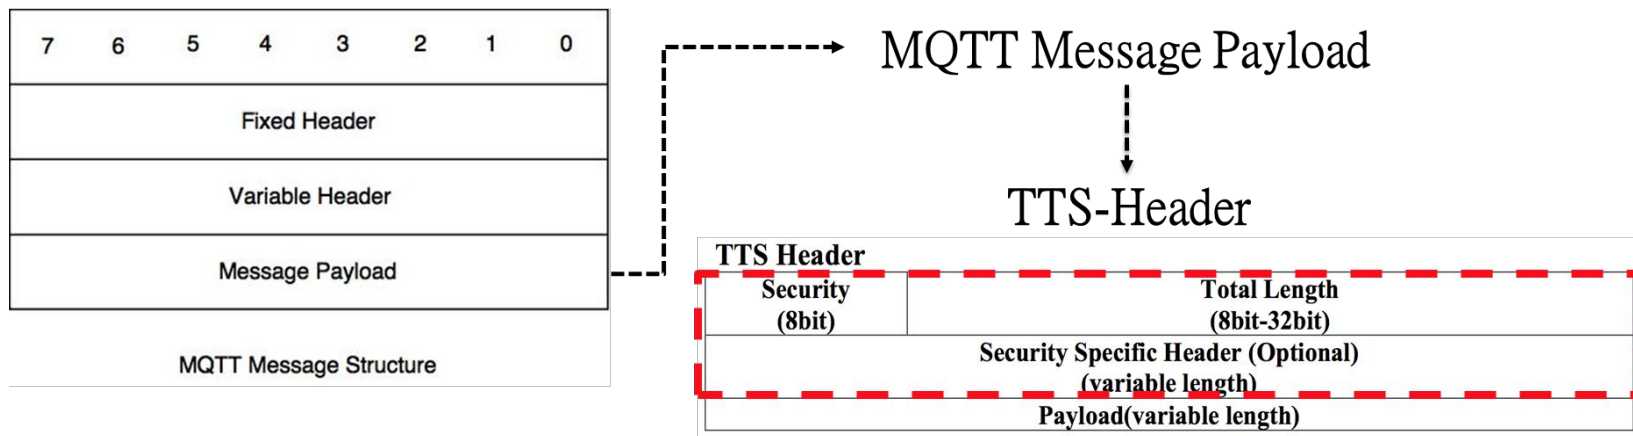 7 6 5 4 3 2 1 0
Fixed Header
Variable Header
Message Payload
MQTT Message Structure
MQTT Message Payload
TTS-Header
TTS Header
Security
(8bit)
Total Length
(8bit-32bit)
Security Specific Header (Optional)
(variable length)
Payload(variable length)